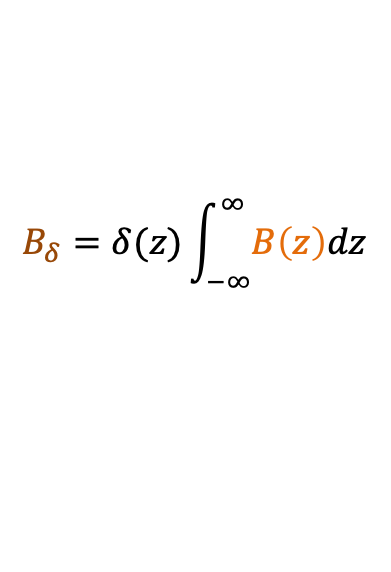 B_δ = δ(z) ∫_{-∞}^{∞} B(z)dz